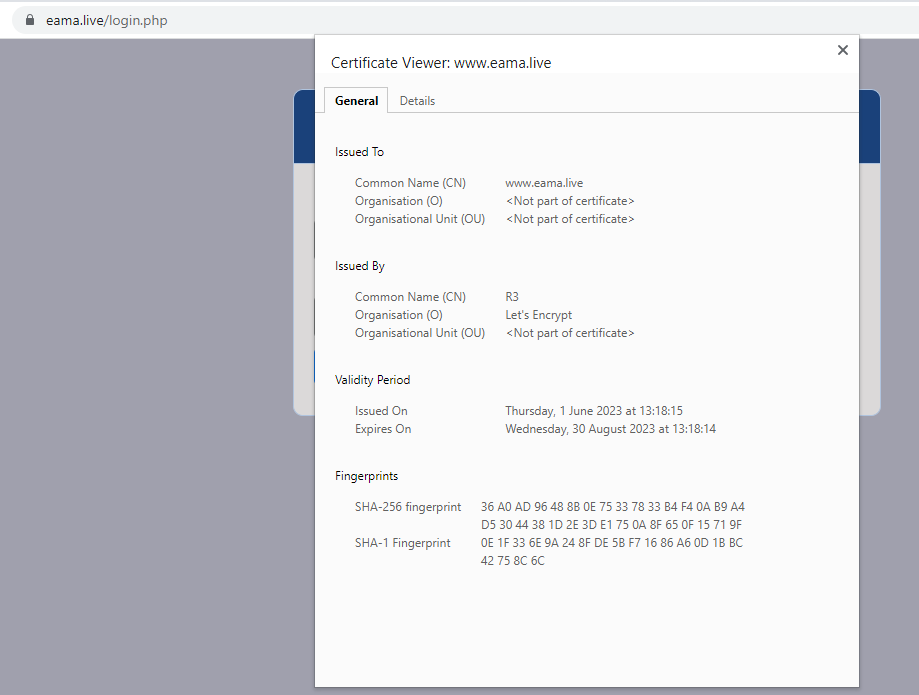 eama.live/login.php
Certificate Viewer: www.eama.live
General Details
Issued To
Common Name (CN) www.eama.live
Organisation (O) <Not part of certificate>
Organisational Unit (OU) <Not part of certificate>
Issued By
Common Name (CN) R3
Organisation (O) Let's Encrypt
Organisational Unit (OU) <Not part of certificate>
Validity Period
Issued On Thursday, 1 June 2023 at 13:18:15
Expires On Wednesday, 30 August 2023 at 13:18:14
Fingerprints
SHA-256 fingerprint 36 A0 AD 96 48 8B 0E 75 33 78 33 B4 F4 0A B9 A4
D5 30 44 38 1D 2E 3D E1 75 0A 8F 65 0F 15 71 9F
SHA-1 Fingerprint 0E 1F 33 6E 9A 24 8F DE 5B F7 16 86 A6 0D 1B BC
42 75 8C 6C